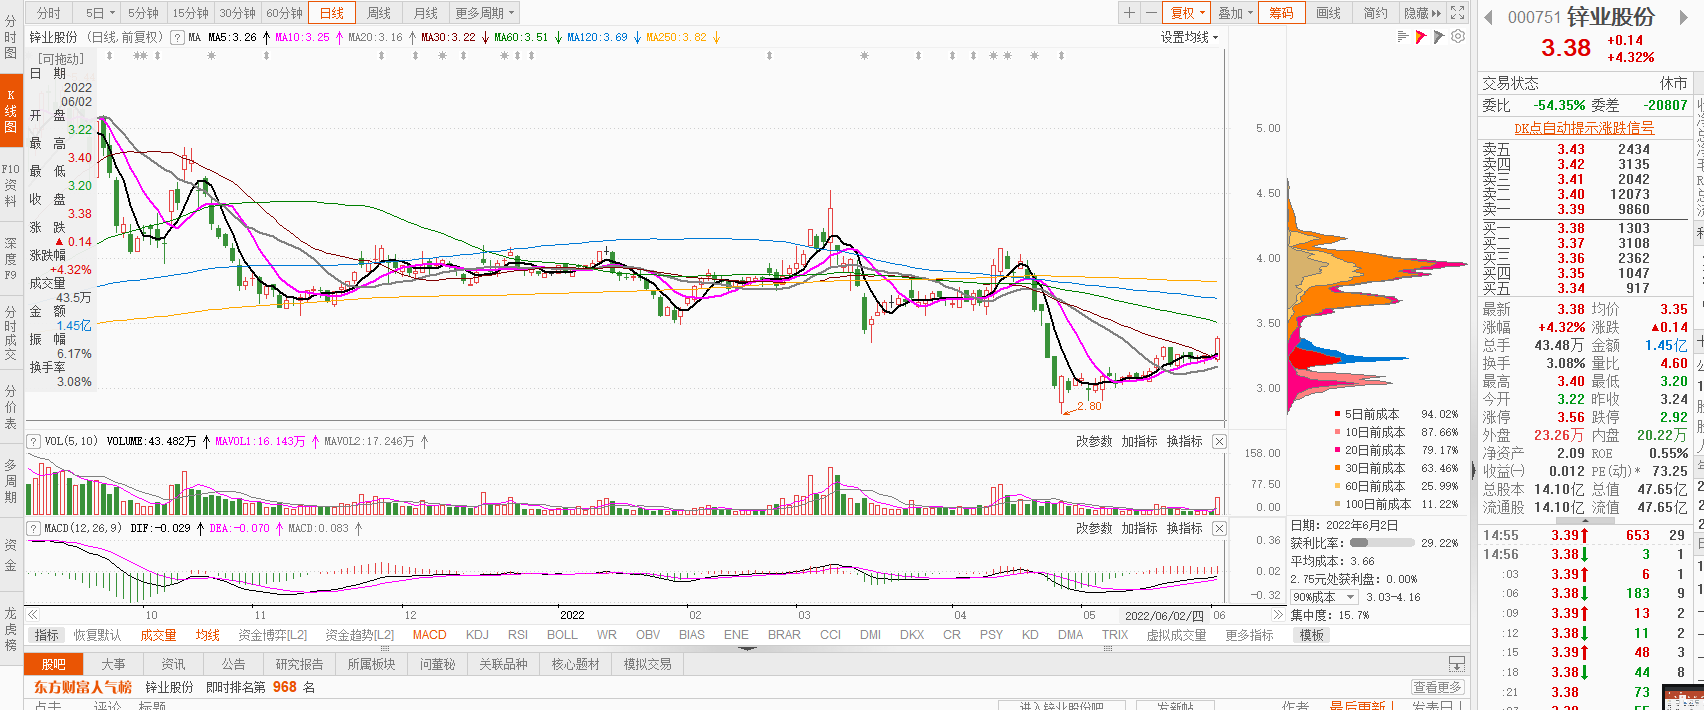 分时 5日 5分钟 15分钟 30分钟 60分钟 日线 周线 月线 更多周期
复权 叠加 筹码 画线 简约 隐藏
锌业股份 (日线,前复权) ? MA MA5:3.26 MA10:3.25 MA20:3.16 MA30:3.22 MA60:3.51 MA120:3.69 MA250:3.82
设置均线
分时图
K线图
F10资料
深度F9
分时成交
分价表
多周期
资金
龙虎榜
[可拖动]
日 期
2022
06/02
开 盘
3.22
最 高
3.40
最 低
3.20
收 盘
3.38
涨 跌
▲0.14
涨跌幅
+4.32%
成交量
43.5万
金 额
1.45亿
振 幅
6.17%
换手率
3.08%
5.00
4.50
4.00
3.50
3.00
2.80
5日前成本 94.02%
10日前成本 87.66%
20日前成本 79.17%
30日前成本 63.46%
60日前成本 25.99%
100日前成本 11.22%
日期: 2022年6月2日
获利比率: 29.22%
平均成本: 3.66
2.75元处获利盘: 0.00%
90%成本 3.03-4.16
集中度: 15.7%
? VOL(5,10) VOLUME:43.482万 MAVOL1:16.143万 MAVOL2:17.246万
改参数 加指标 换指标
158.00
77.50
0.00
? MACD(12,26,9) DIF:-0.029 DEA:-0.070 MACD:0.083
改参数 加指标 换指标
0.36
0.02
-0.32
10 11 12 2022 02 03 04 05 2022/06/02/四 06
指标 恢复默认 成交量 均线 资金博弈[L2] 资金趋势[L2] MACD KDJ RSI BOLL WR OBV BIAS ENE BRAR CCI DMI DKX CR PSY KD DMA TRIX 虚拟成交量 更多指标 模板
股吧 大事 资讯 公告 研究报告 所属板块 问董秘 关联品种 核心题材 模拟交易
东方财富人气榜 锌业股份 即时排名第 968 名
查看更多
点击 评论 标题 进入锌业股份吧 发新帖 作者 最后更新 发表日
000751 锌业股份
3.38 +0.14
+4.32%
交易状态 休市
委比 -54.35% 委差 -20807
DK点自动提示涨跌信号
卖五 3.43 2434
卖四 3.42 3135
卖三 3.41 2042
卖二 3.40 12073
卖一 3.39 9860
买一 3.38 1303
买二 3.37 3108
买三 3.36 2362
买四 3.35 1047
买五 3.34 917
最新 3.38 均价 3.35
涨幅 +4.32% 涨跌 ▲0.14
总手 43.48万 金额 1.45亿
换手 3.08% 量比 4.60
最高 3.40 最低 3.20
今开 3.22 昨收 3.24
涨停 3.56 跌停 2.92
外盘 23.26万 内盘 20.22万
净资产 2.09 ROE 0.55%
收益㈠ 0.012 PE(动)* 73.25
总股本 14.10亿 总值 47.65亿
流通股 14.10亿 流值 47.65亿
14:55 3.39 653 29
14:56 3.38 3 1
:03 3.39 6 1
:06 3.38 183 9
:09 3.39 13 2
:12 3.38 11 2
:15 3.39 48 3
:18 3.38 44 8
:21 3.38 73